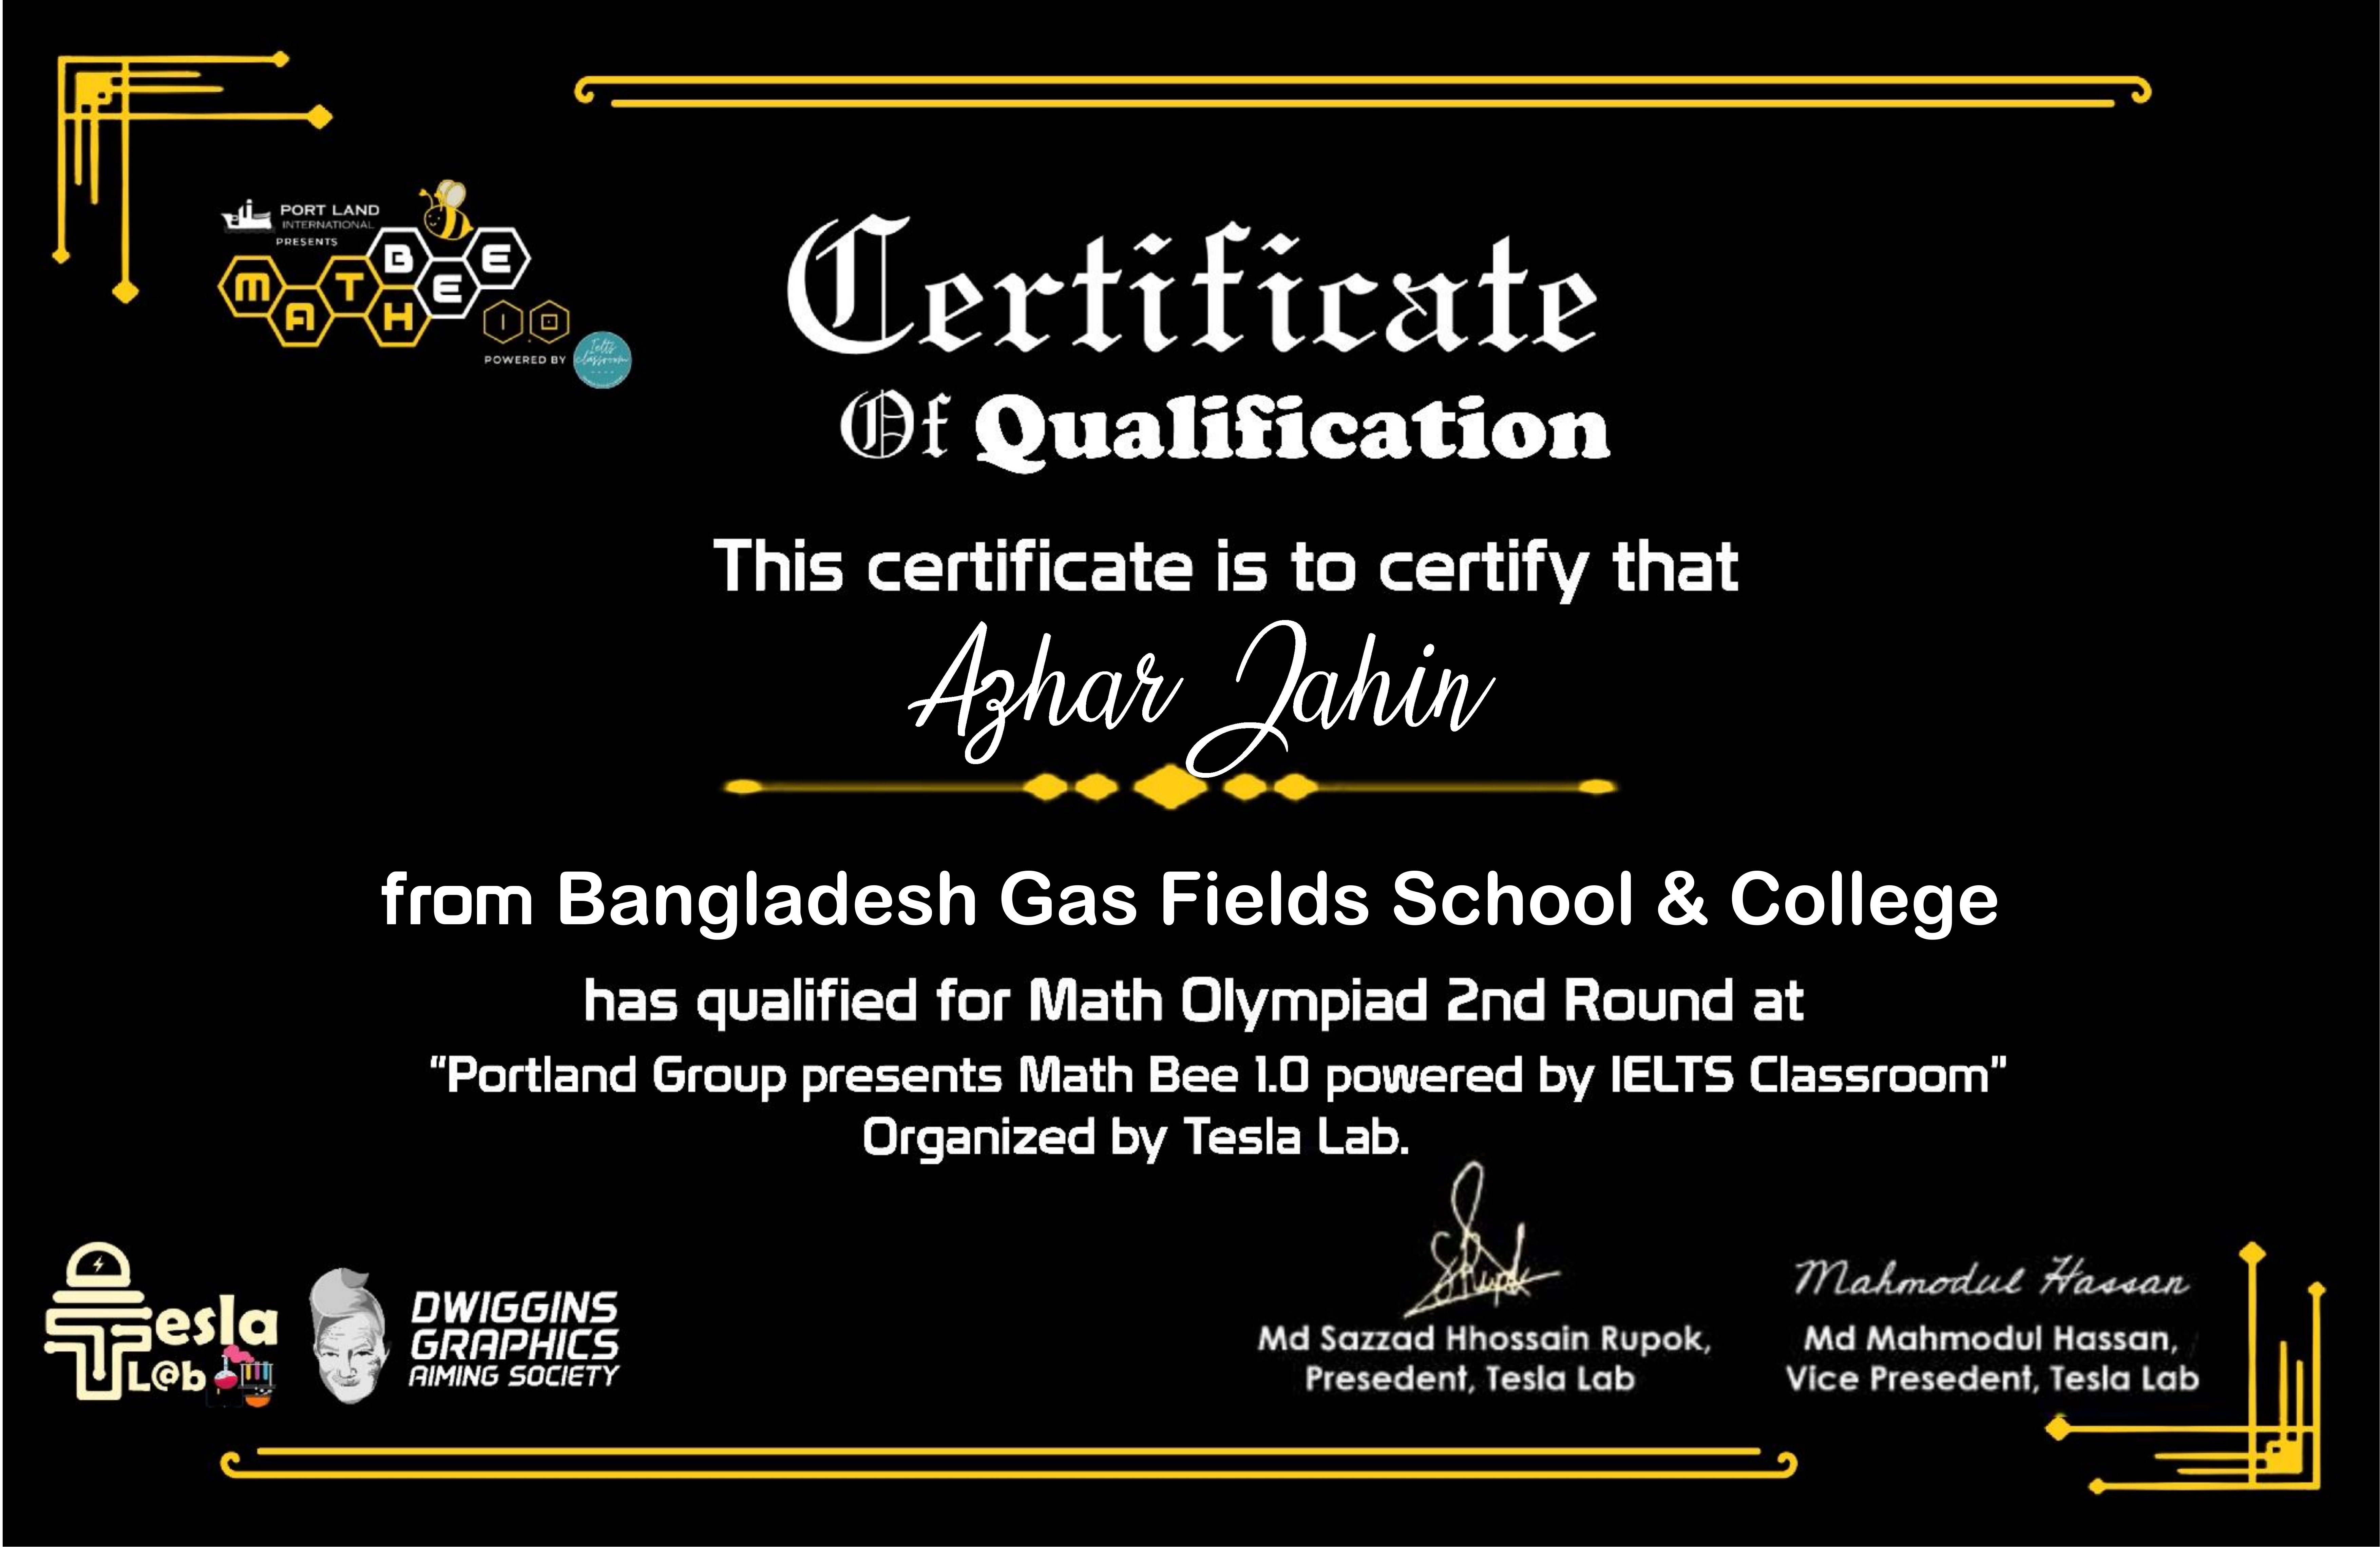 PORT LAND
INTERNATIONAL
PRESENTS
MATH BEE
1.0
POWERED BY
Ielts
classroom
Certificate
Of Qualification
This certificate is to certify that
Azhar Zahin
from Bangladesh Gas Fields School & College
has qualified for Math Olympiad 2nd Round at
“Portland Group presents Math Bee 1.0 powered by IELTS Classroom”
Organized by Tesla Lab.
Tesla
L@b
DWIGGINS
GRAPHICS
AIMING SOCIETY
Md Sazzad Hhossain Rupok,
Presedent, Tesla Lab
Mahmodul Hassan
Md Mahmodul Hassan,
Vice Presedent, Tesla Lab